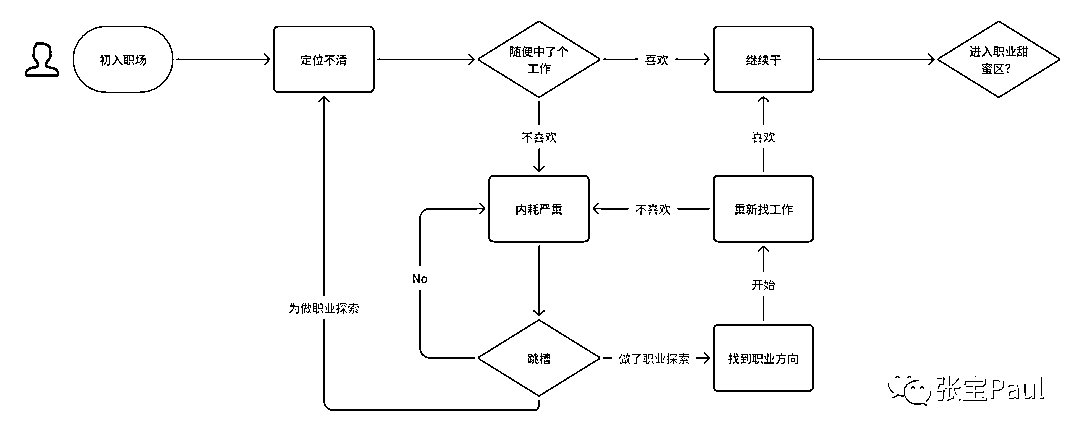 初入职场
定位不清
随便中了个
工作
喜欢
继续干
进入职业甜
蜜区?
不喜欢
喜欢
内耗严重
不喜欢
重新找工作
No
开始
为做职业探索
跳槽
做了职业探索
找到职业方向
张宝Paul